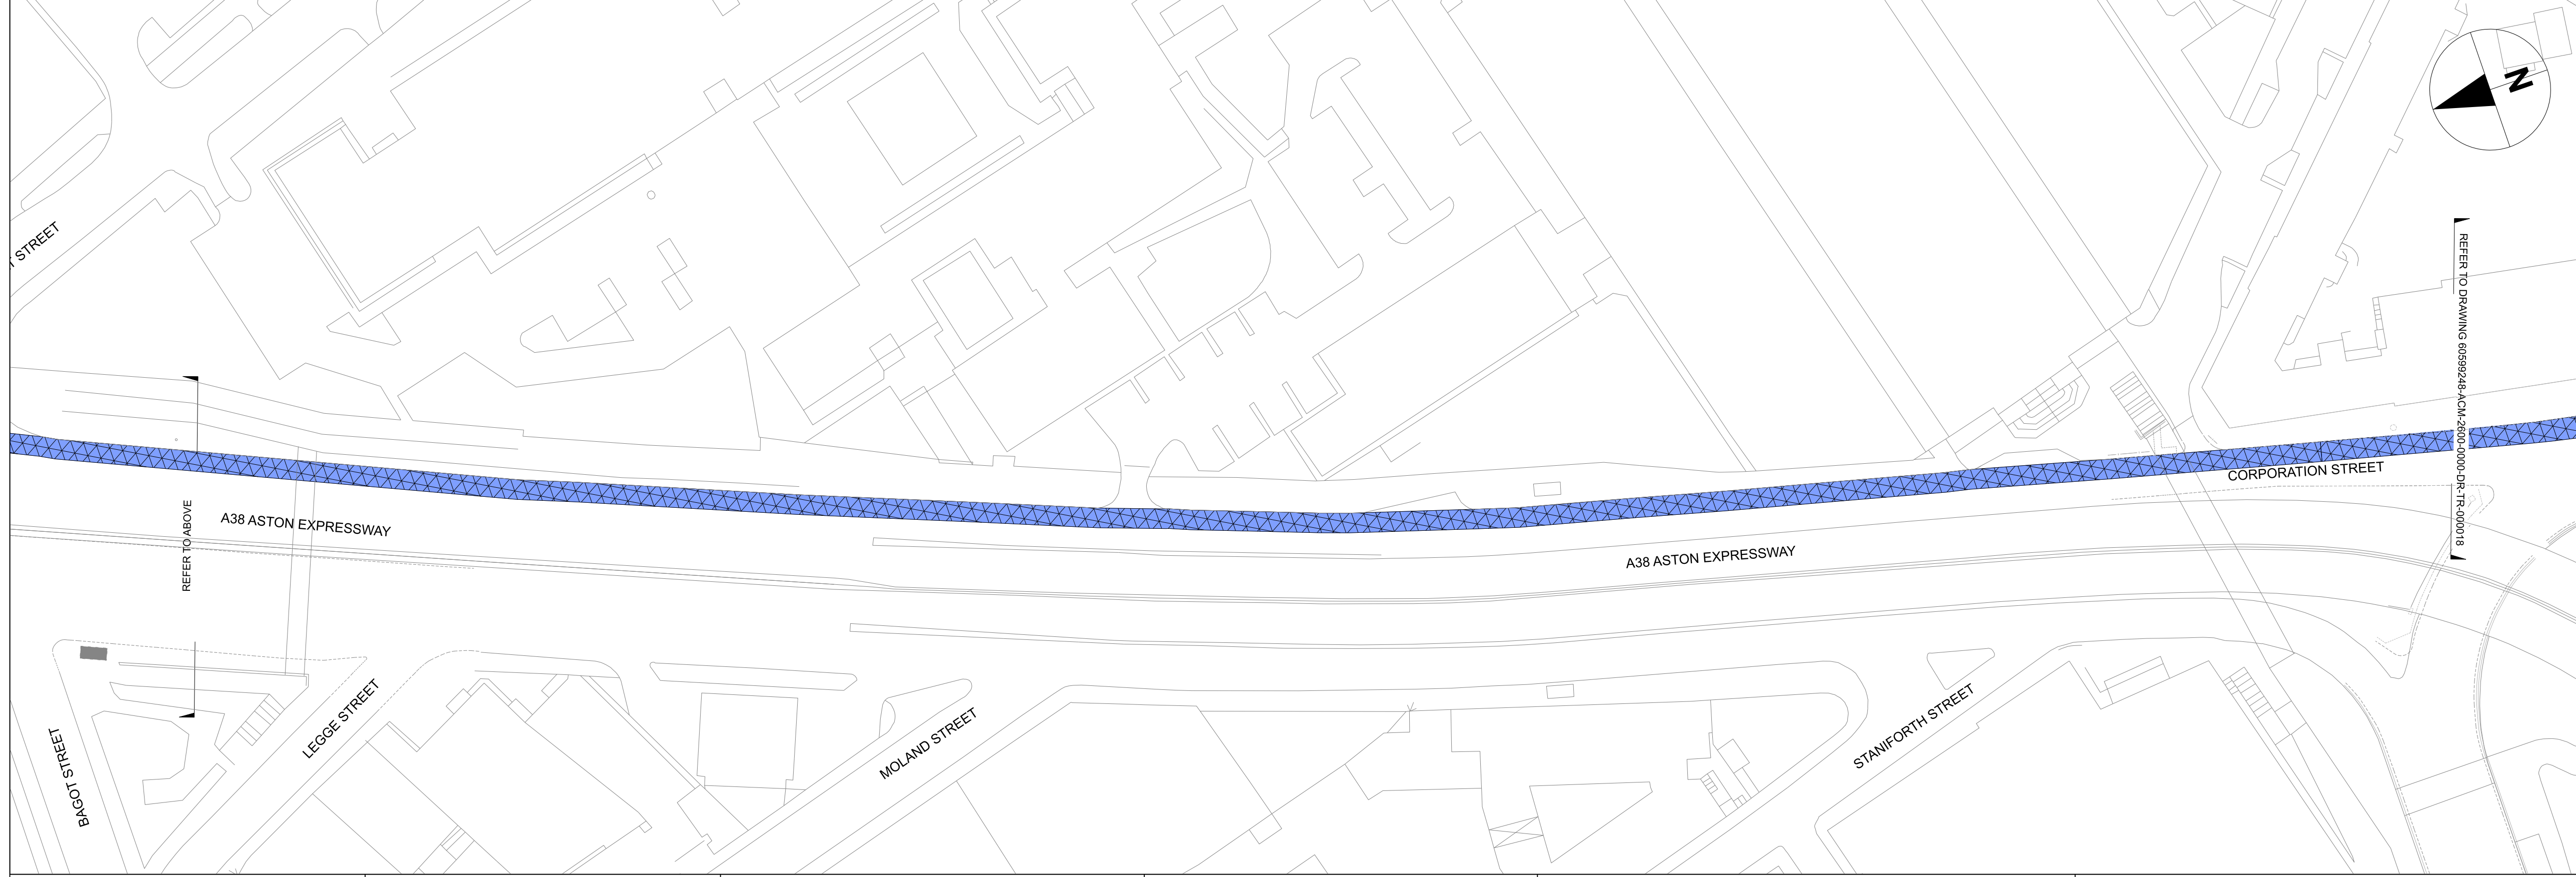 N
STREET
REFER TO DRAWING 60599248-ACM-2600-0000-DR-TR-000018
CORPORATION STREET
A38 ASTON EXPRESSWAY
REFER TO ABOVE
A38 ASTON EXPRESSWAY
BAGOT STREET
LEGGE STREET
MOLAND STREET
STANIFORTH STREET